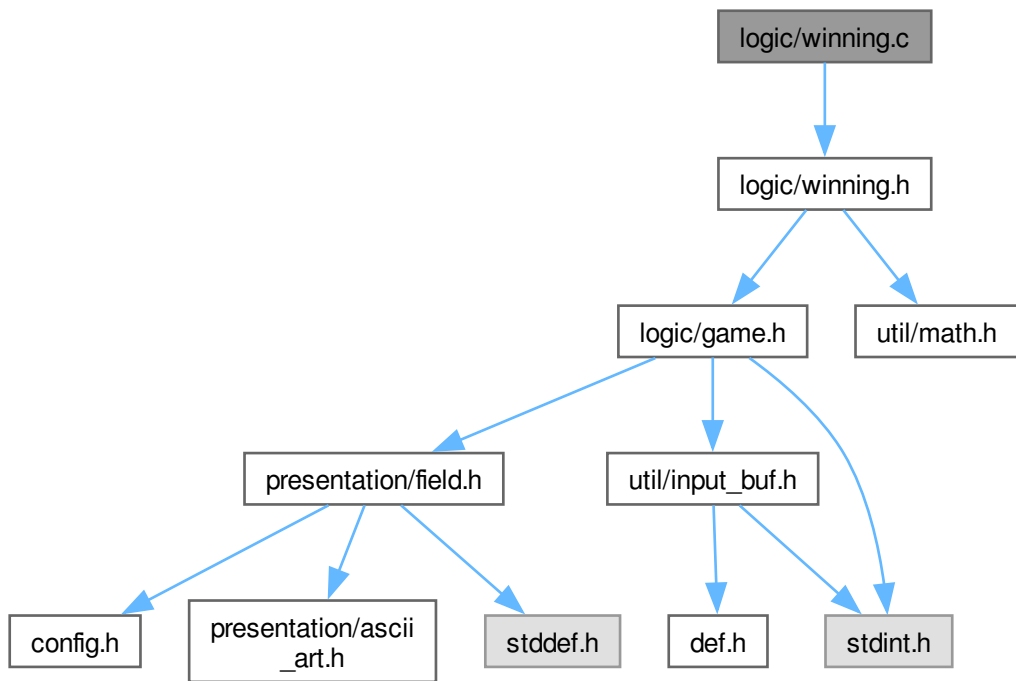 logic/winning.c
logic/winning.h
logic/game.h
util/math.h
presentation/field.h
util/input_buf.h
config.h
presentation/ascii
_art.h
stddef.h
def.h
stdint.h